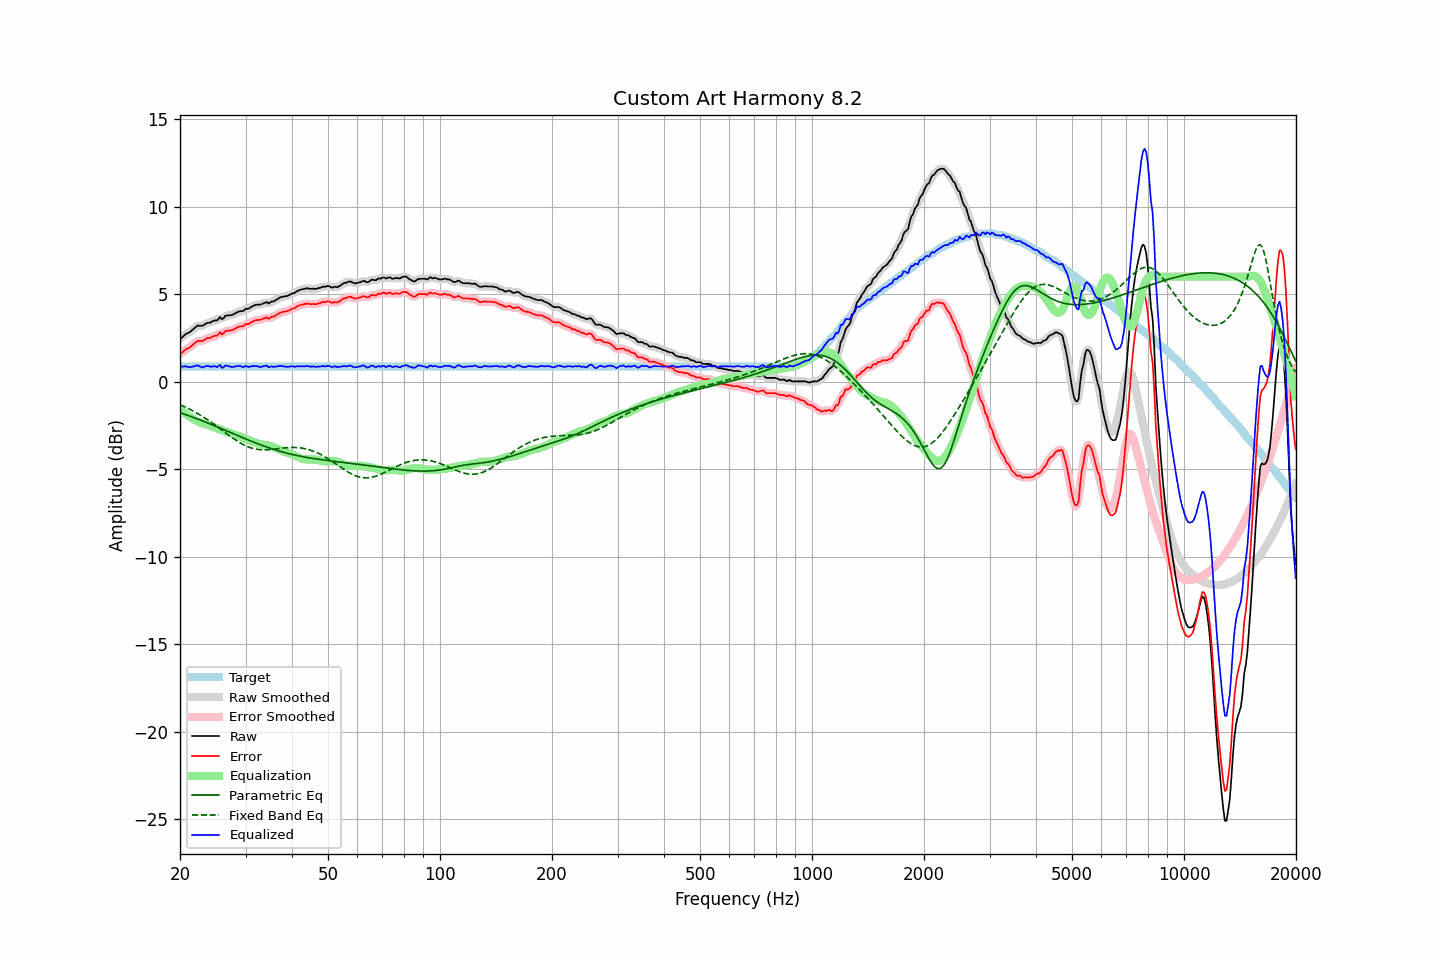 Custom Art Harmony 8.2
Amplitude (dBr)
15
10
5
0
−5
−10
−15
−20
−25
Target
Raw Smoothed
Error Smoothed
Raw
Error
Equalization
Parametric Eq
Fixed Band Eq
Equalized
20 50 100 200 500 1000 2000 5000 10000 20000
Frequency (Hz)